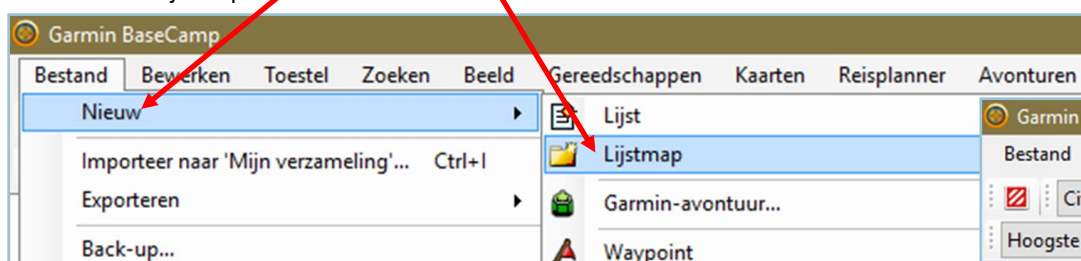 Garmin BaseCamp
Bestand Bewerken Toestel Zoeken Beeld Gereedschappen Kaarten Reisplanner Avonturen
Nieuw
Importeer naar 'Mijn verzameling'... Ctrl+I
Exporteren
Back-up...
Lijst
Lijstmap
Garmin-avontuur...
Waypoint
Garmin
Bestand
Ci
Hoogste